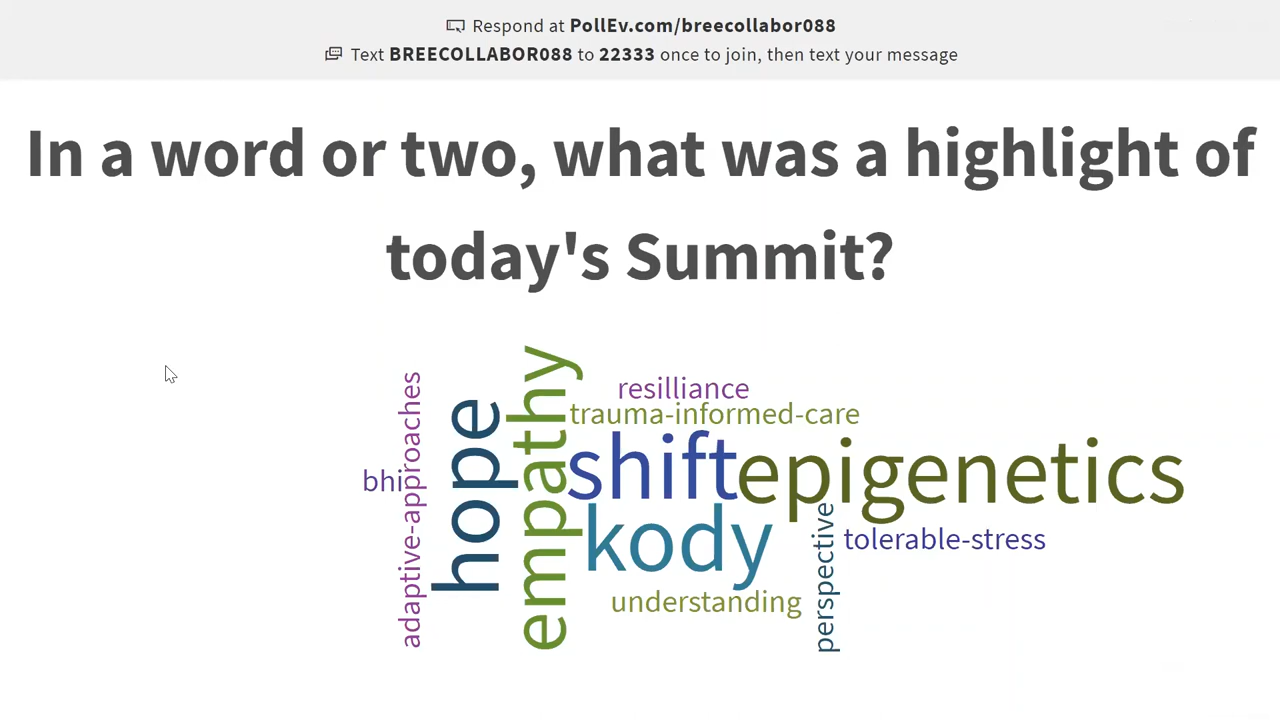 Respond at PollEv.com/breecollabor088
Text BREECOLLABOR088 to 22333 once to join, then text your message
In a word or two, what was a highlight of
today's Summit?
adaptive-approaches
bhi
hope
empathy
resilliance
trauma-informed-care
shift
epigenetics
kody
perspective
tolerable-stress
understanding